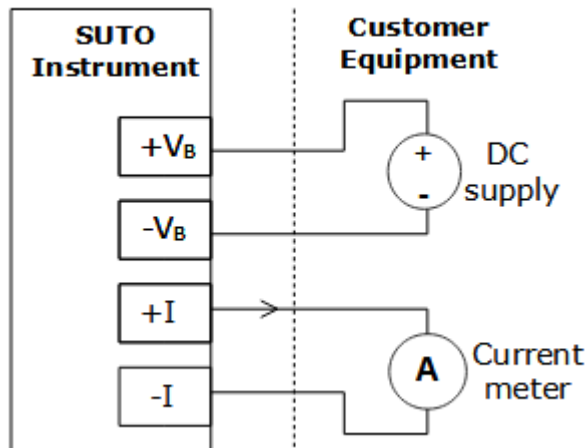 SUTO
Instrument
Customer
Equipment
+VB
+
-
DC
supply
-VB
+I
A
Current
meter
-I